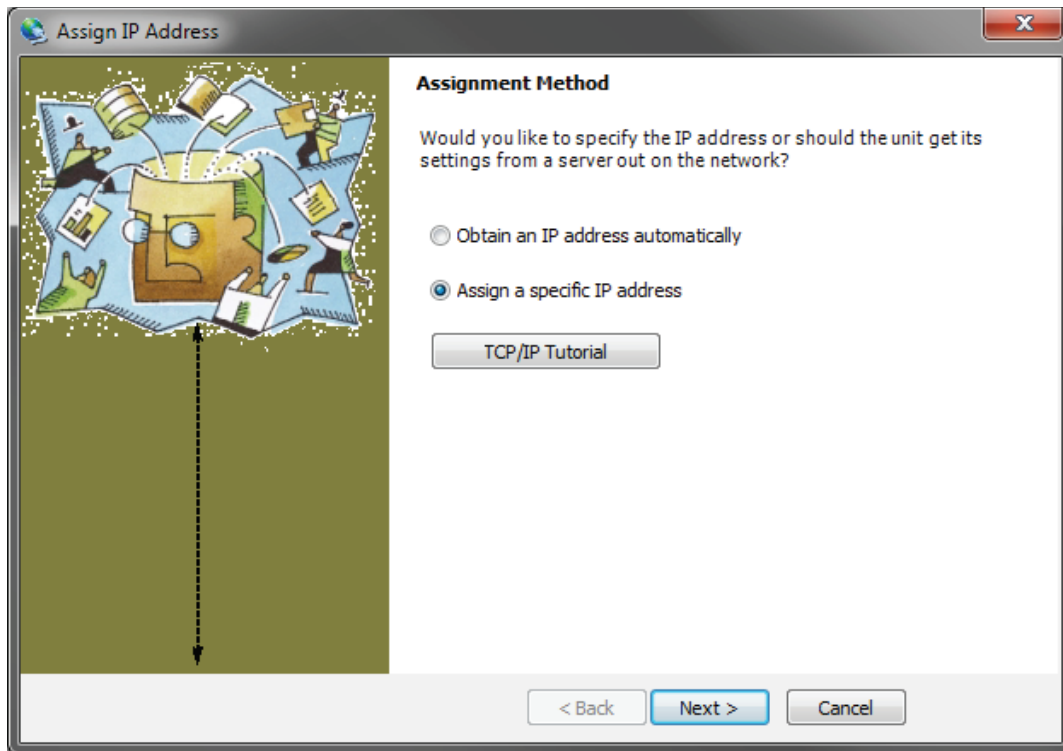 Assign IP Address
Assignment Method
Would you like to specify the IP address or should the unit get its
settings from a server out on the network?
Obtain an IP address automatically
Assign a specific IP address
TCP/IP Tutorial
< Back Next > Cancel